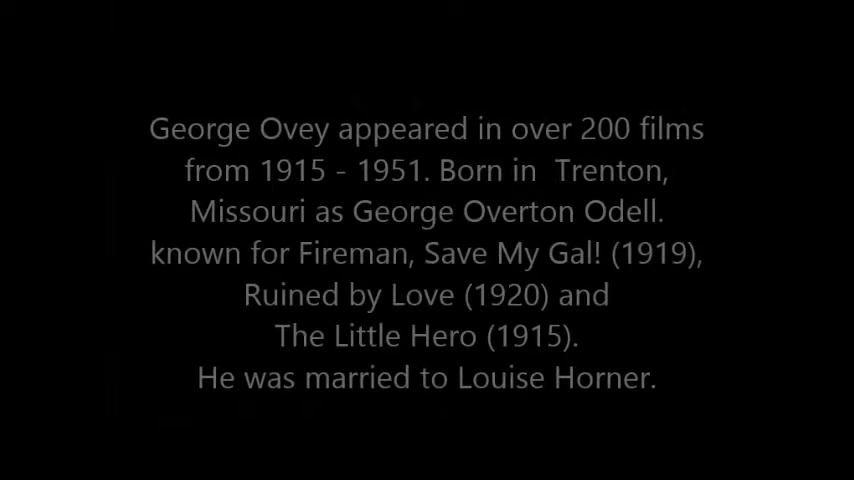 George Ovey appeared in over 200 films
from 1915 - 1951. Born in  Trenton,
Missouri as George Overton Odell.
known for Fireman, Save My Gal! (1919),
Ruined by Love (1920) and
The Little Hero (1915).
He was married to Louise Horner.